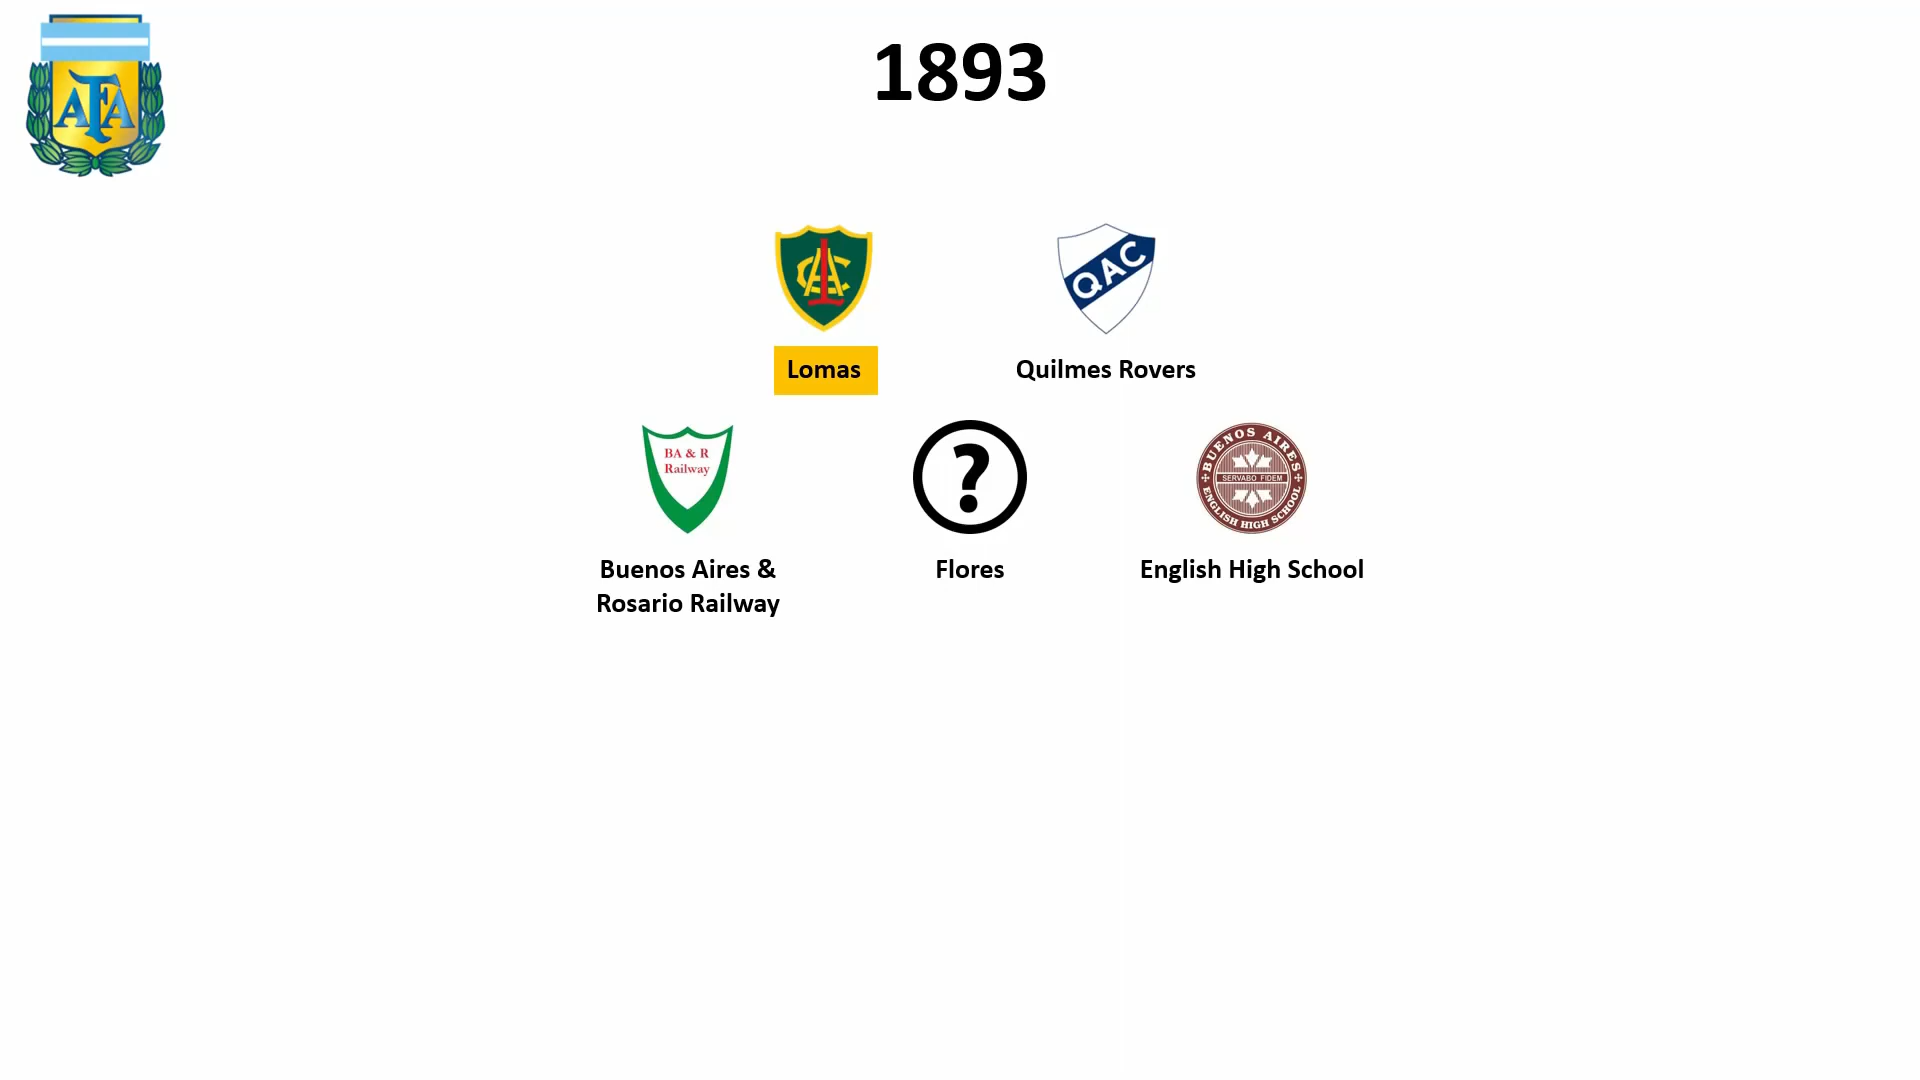 AFA
1893
CAL
QAC
Lomas
Quilmes Rovers
BA & R
Railway
?
BUENOS AIRES
SERVABO FIDEM
ENGLISH HIGH SCHOOL
Buenos Aires &
Rosario Railway
Flores
English High School